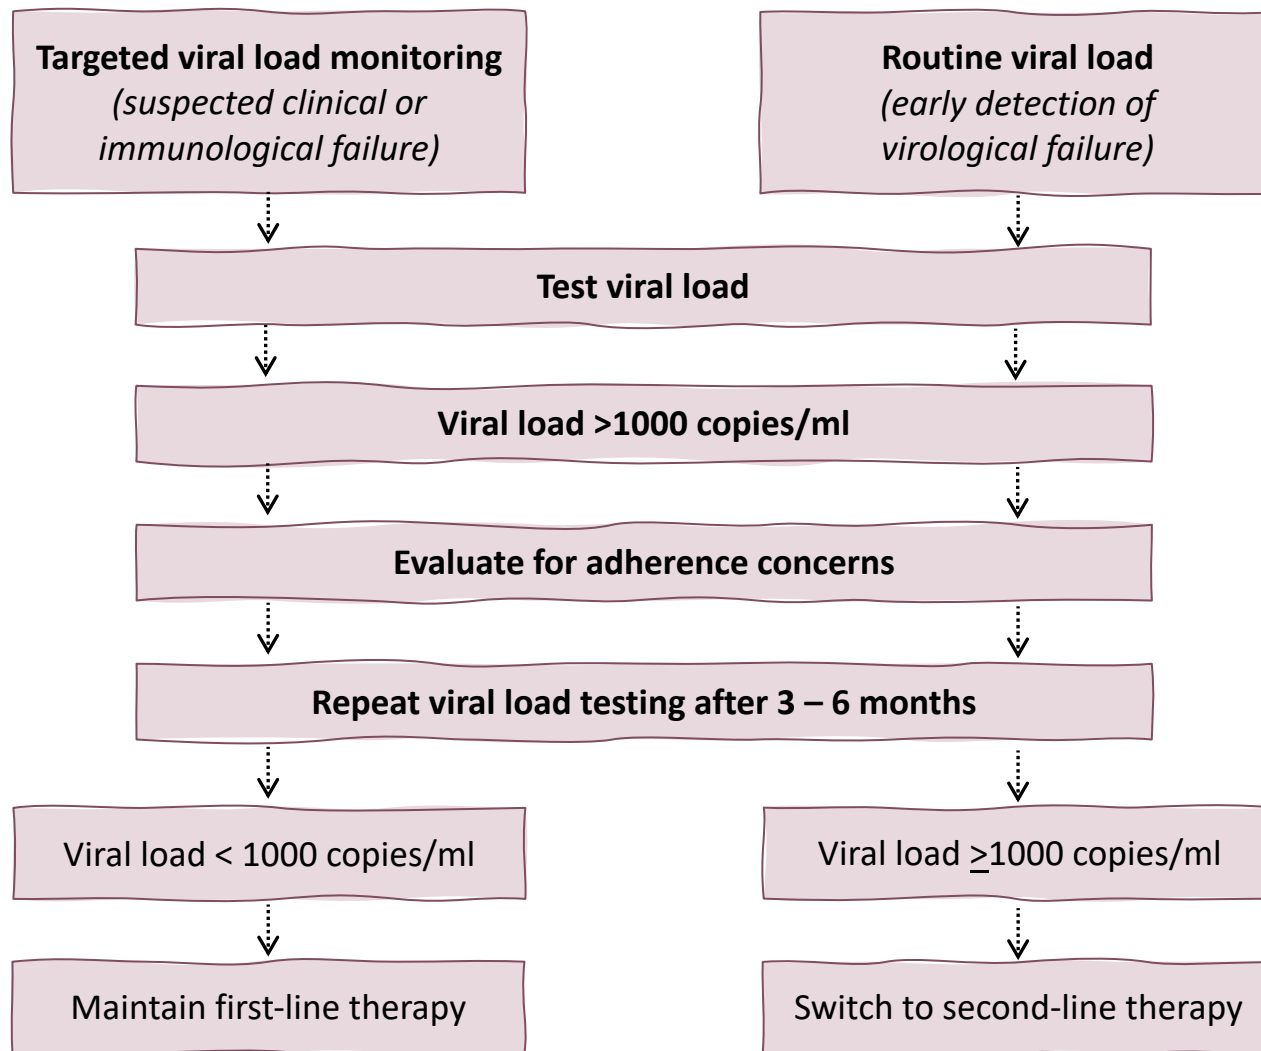 Targeted viral load monitoring
(suspected clinical or
immunological failure)
Routine viral load
(early detection of
virological failure)
Test viral load
Viral load >1000 copies/ml
Evaluate for adherence concerns
Repeat viral load testing after 3 – 6 months
Viral load < 1000 copies/ml
Viral load ≥1000 copies/ml
Maintain first-line therapy
Switch to second-line therapy